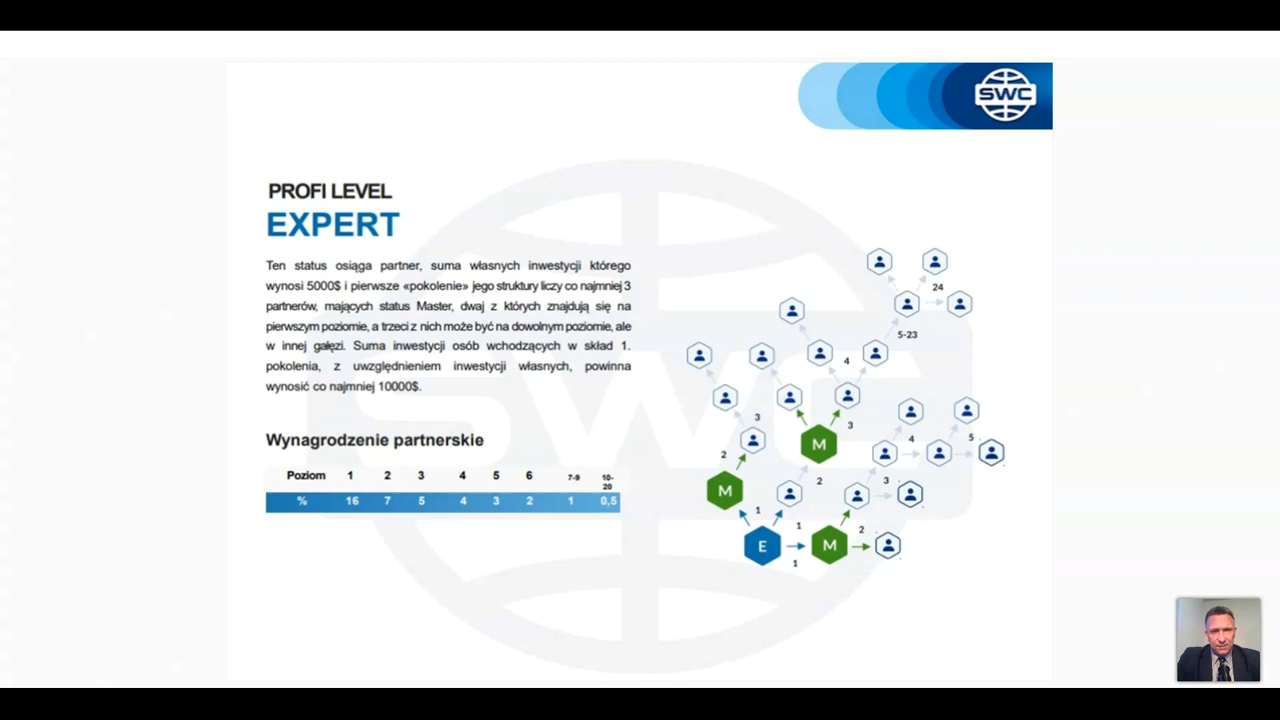 SWC
PROFI LEVEL
EXPERT
Ten status osiąga partner, suma własnych inwestycji którego
wynosi 5000$ i pierwsze «pokolenie» jego struktury liczy co najmniej 3
partnerów, mających status Master, dwaj z których znajdują się na
pierwszym poziomie, a trzeci z nich może być na dowolnym poziomie, ale
w innej gałęzi. Suma inwestycji osób wchodzących w skład 1.
pokolenia, z uwzględnieniem inwestycji własnych, powinna
wynosić co najmniej 10000$.
Wynagrodzenie partnerskie
Poziom 1 2 3 4 5 6 7-9 10-20
% 16 7 5 4 3 2 1 0,5
24
5-23
4
3
3
4
5
M
2
M
2
3
1
1
2
E
M
1
SWC